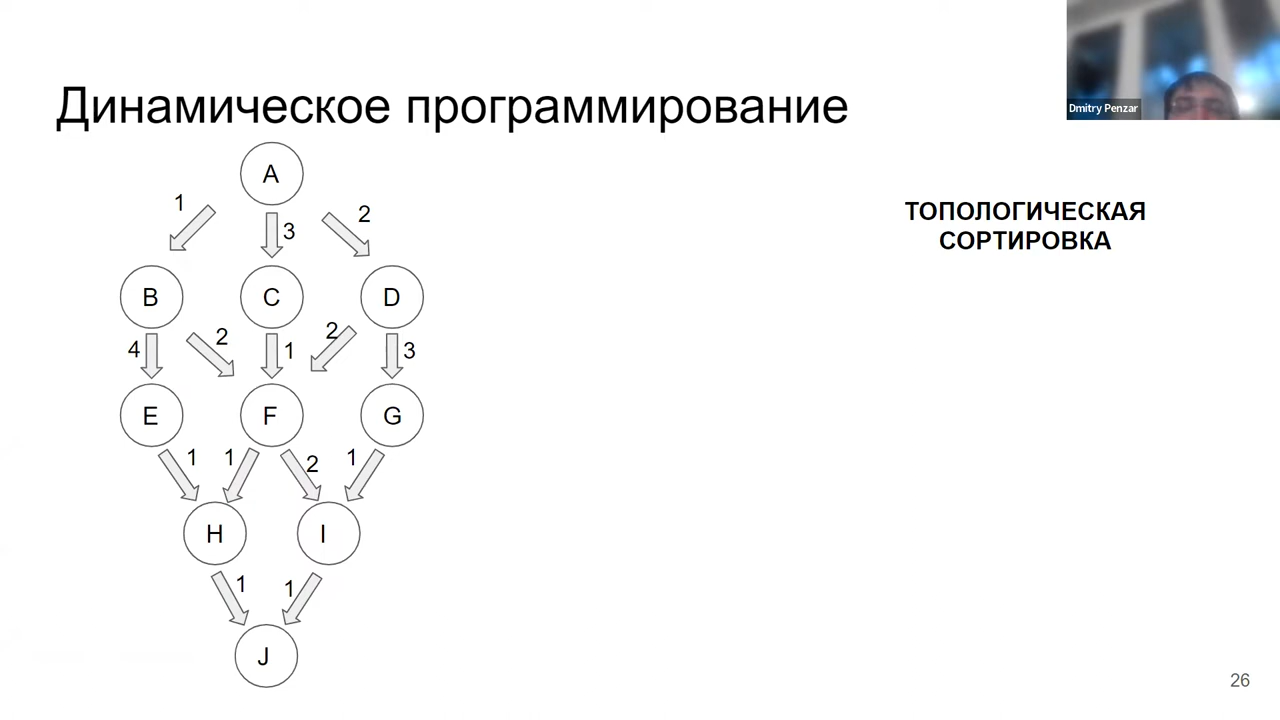 Dmitry Penzar
Динамическое программирование
ТОПОЛОГИЧЕСКАЯ
СОРТИРОВКА
A
1
3
2
B
C
D
4
2
1
2
3
E
F
G
1
1
2
1
H
I
1
1
J
26